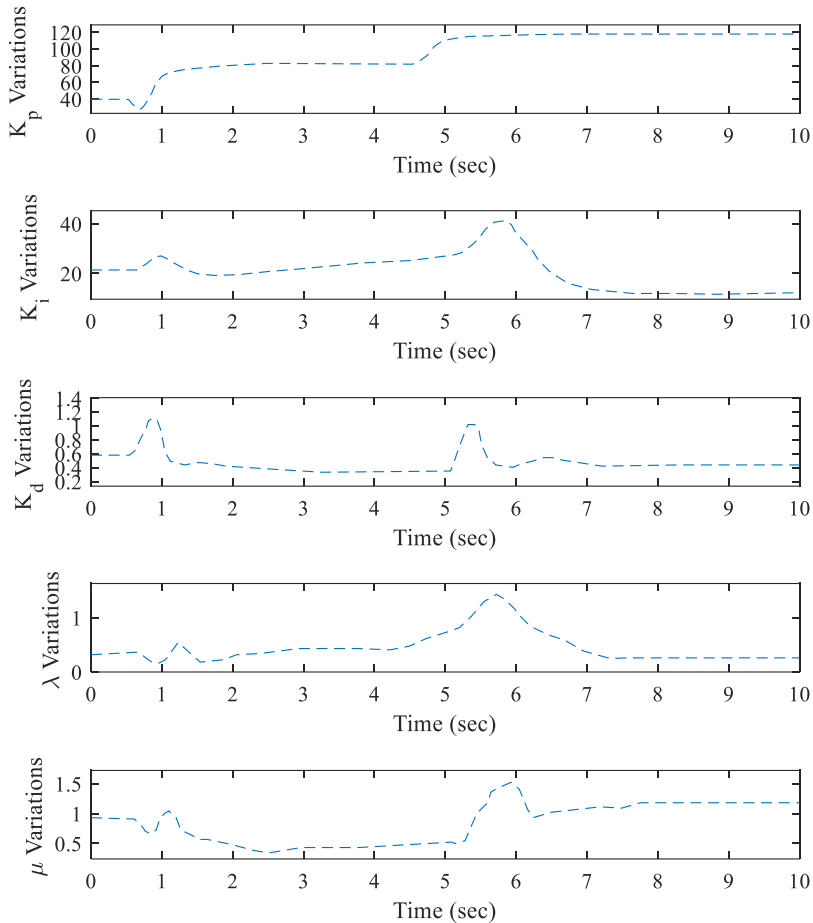 K_p Variations
120
100
80
60
40
0 1 2 3 4 5 6 7 8 9 10
Time (sec)
K_i Variations
40
20
0 1 2 3 4 5 6 7 8 9 10
Time (sec)
K_d Variations
1.4
1.2
1
0.8
0.6
0.4
0.2
0 1 2 3 4 5 6 7 8 9 10
Time (sec)
λ Variations
1
0
0 1 2 3 4 5 6 7 8 9 10
Time (sec)
μ Variations
1.5
1
0.5
0 1 2 3 4 5 6 7 8 9 10
Time (sec)